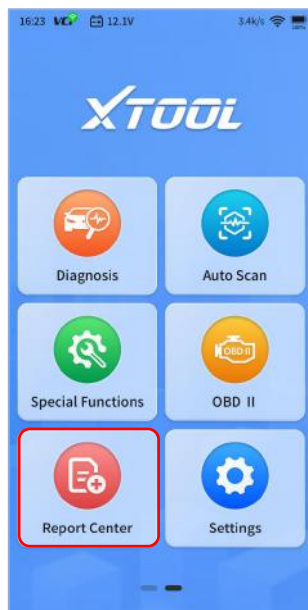 16:23 VCI 12.1V 3.4k/s
XTOOL
Diagnosis Auto Scan
OBD II
Special Functions OBD II
Report Center Settings